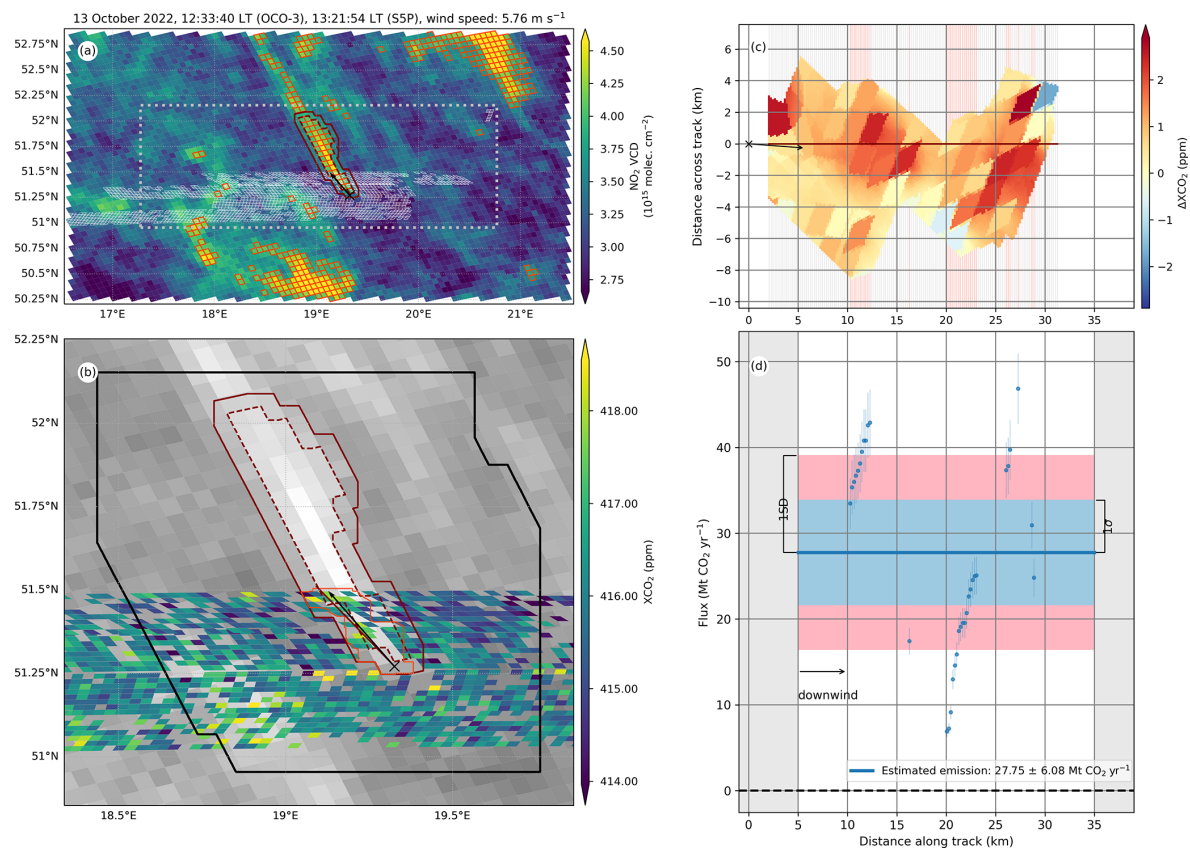 13 October 2022, 12:33:40 LT (OCO-3), 13:21:54 LT (S5P), wind speed: 5.76 m s⁻¹
(a)
52.75°N
52.5°N
52.25°N
52°N
51.75°N
51.5°N
51.25°N
51°N
50.75°N
50.5°N
50.25°N
17°E
18°E
19°E
20°E
21°E
4.50
4.25
4.00
3.75
3.50
3.25
3.00
2.75
NO₂ VCD
(10¹⁵ molec. cm⁻²)
(c)
6
4
2
0
−2
−4
−6
−8
−10
Distance across track (km)
0
5
10
15
20
25
30
35
2
1
0
−1
−2
ΔXCO₂ (ppm)
(b)
52.25°N
52°N
51.75°N
51.5°N
51.25°N
51°N
18.5°E
19°E
19.5°E
418.00
417.00
416.00
415.00
414.00
XCO₂ (ppm)
(d)
50
40
30
20
10
0
Flux (Mt CO₂ yr⁻¹)
1SD
1σ
downwind
Estimated emission: 27.75 ± 6.08 Mt CO₂ yr⁻¹
0
5
10
15
20
25
30
35
Distance along track (km)